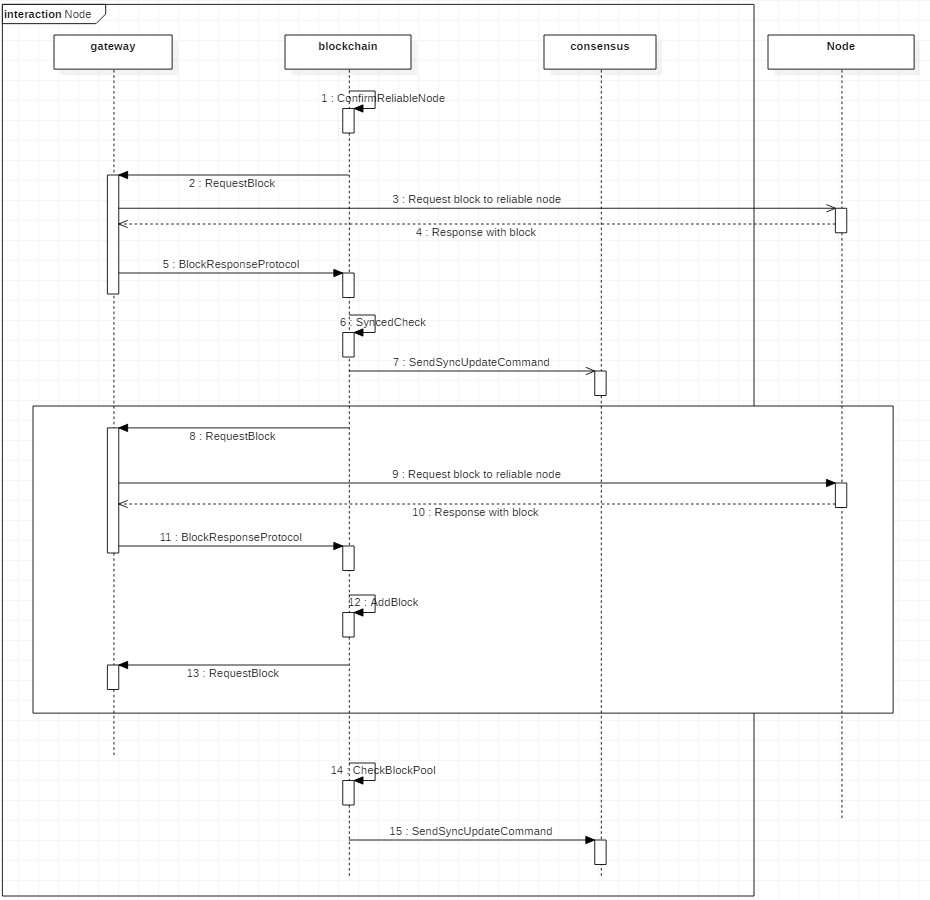 interaction Node
gateway
blockchain
consensus
Node
1 : ConfirmReliableNode
2 : RequestBlock
3 : Request block to reliable node
4 : Response with block
5 : BlockResponseProtocol
6 : SyncedCheck
7 : SendSyncUpdateCommand
8 : RequestBlock
9 : Request block to reliable node
10 : Response with block
11 : BlockResponseProtocol
12 : AddBlock
13 : RequestBlock
14 : CheckBlockPool
15 : SendSyncUpdateCommand